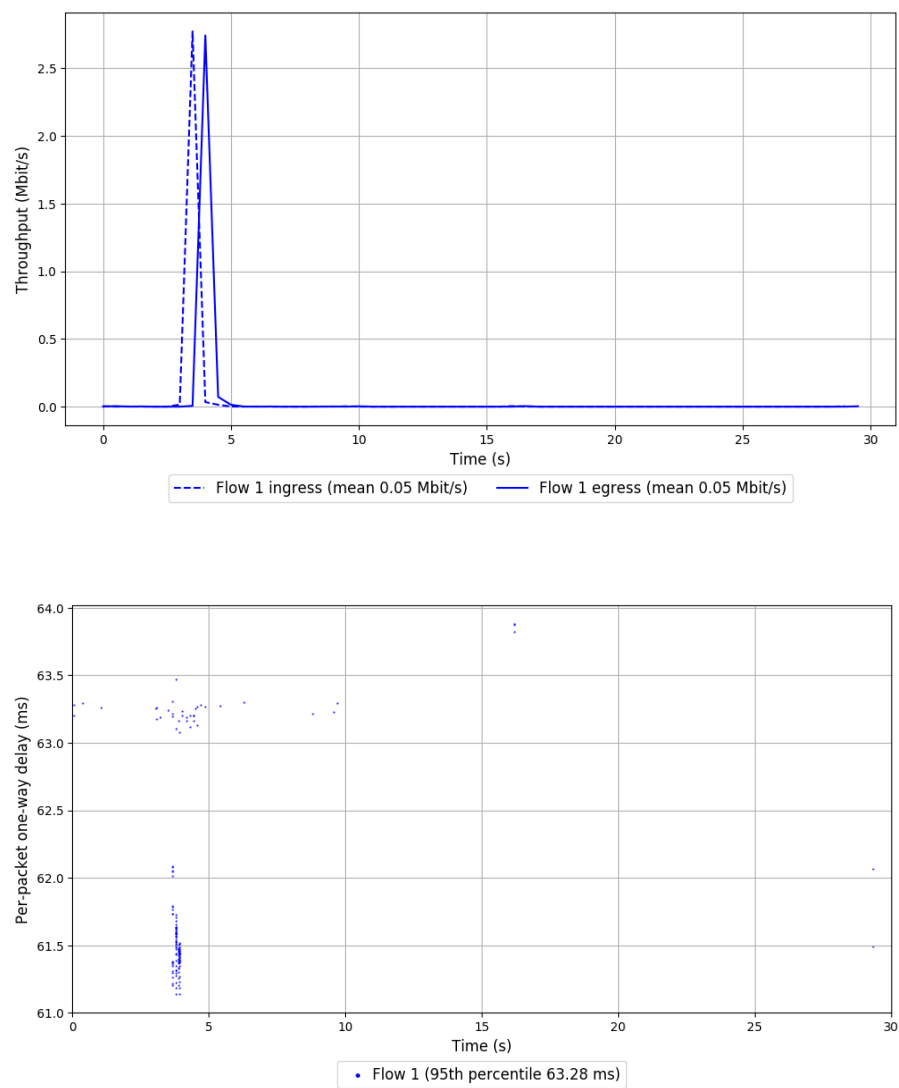 Throughput (Mbit/s)
2.5
2.0
1.5
1.0
0.5
0.0
0 5 10 15 20 25 30
Time (s)
Flow 1 ingress (mean 0.05 Mbit/s) Flow 1 egress (mean 0.05 Mbit/s)
Per-packet one-way delay (ms)
64.0
63.5
63.0
62.5
62.0
61.5
61.0
0 5 10 15 20 25 30
Time (s)
Flow 1 (95th percentile 63.28 ms)